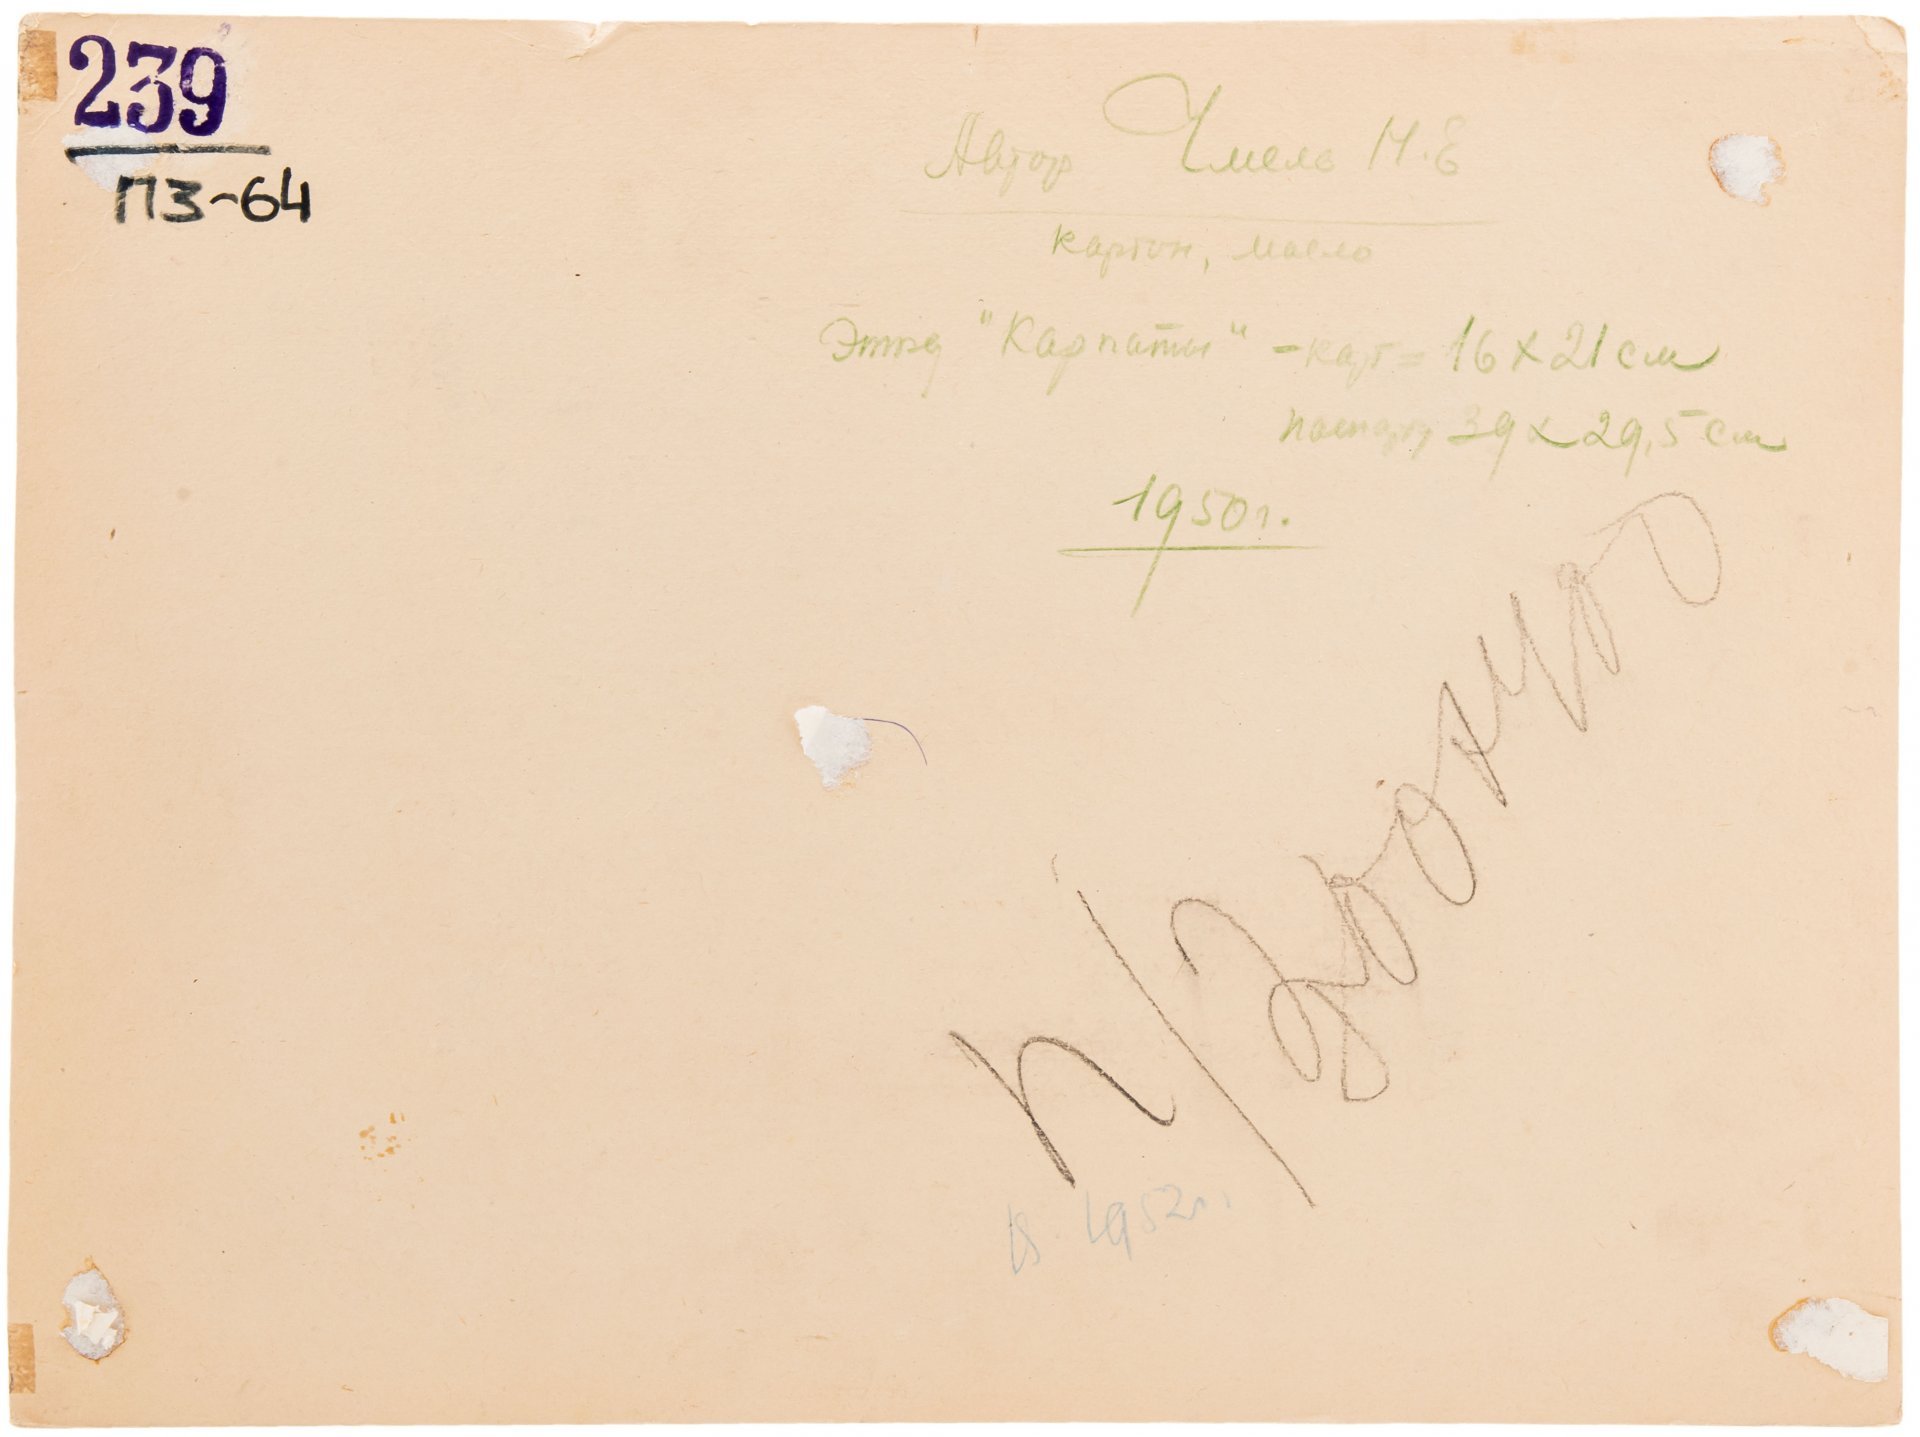 239
ПЗ-64
Автор Чмель М.Е
картон, масло
Этюд "Карпаты" - карт = 16 х 21 см
паспарту 39 х 29,5 см
1950 г.
1952 г.